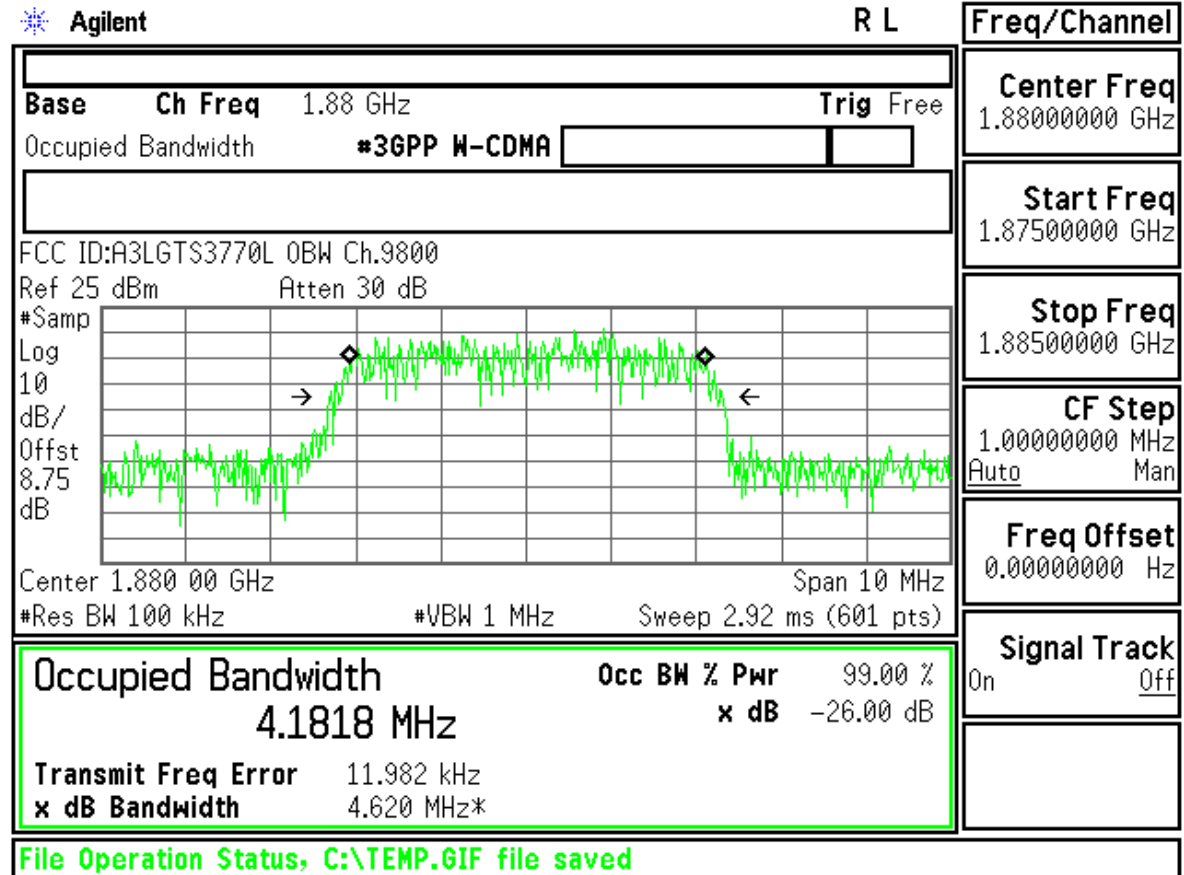 Agilent
R L
Freq/Channel
Base Ch Freq 1.88 GHz Trig Free
Occupied Bandwidth #3GPP W-CDMA
FCC ID:A3LGTS3770L OBW Ch.9800
Ref 25 dBm Atten 30 dB
#Samp
Log
10
dB/
Offst
8.75
dB
Center 1.880 00 GHz Span 10 MHz
#Res BW 100 kHz #VBW 1 MHz Sweep 2.92 ms (601 pts)
Occupied Bandwidth
4.1818 MHz
Occ BW % Pwr 99.00 %
x dB -26.00 dB
Transmit Freq Error 11.982 kHz
x dB Bandwidth 4.620 MHz*
Center Freq
1.88000000 GHz
Start Freq
1.87500000 GHz
Stop Freq
1.88500000 GHz
CF Step
1.00000000 MHz
Auto Man
Freq Offset
0.00000000 Hz
Signal Track
On Off
File Operation Status, C:\TEMP.GIF file saved